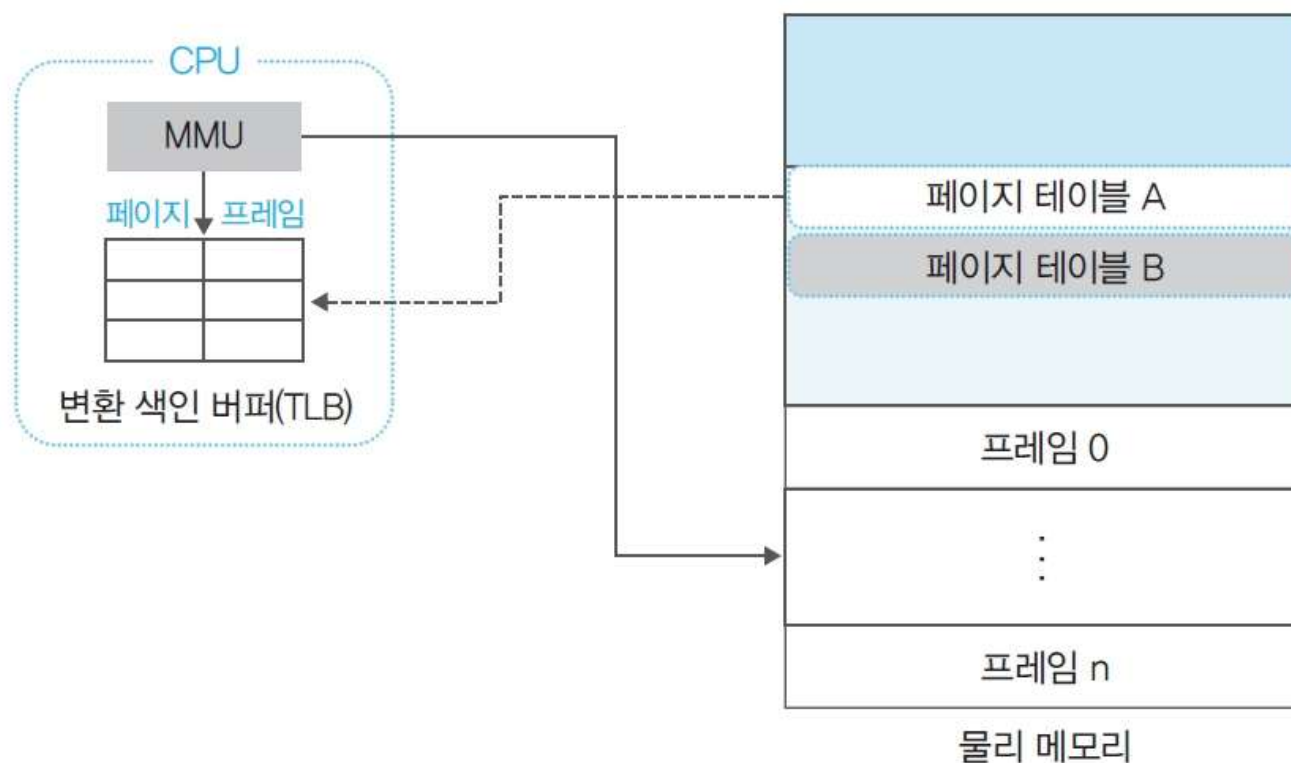 CPU
MMU
페이지 프레임
변환 색인 버퍼(TLB)
페이지 테이블 A
페이지 테이블 B
프레임 0
⋮
프레임 n
물리 메모리